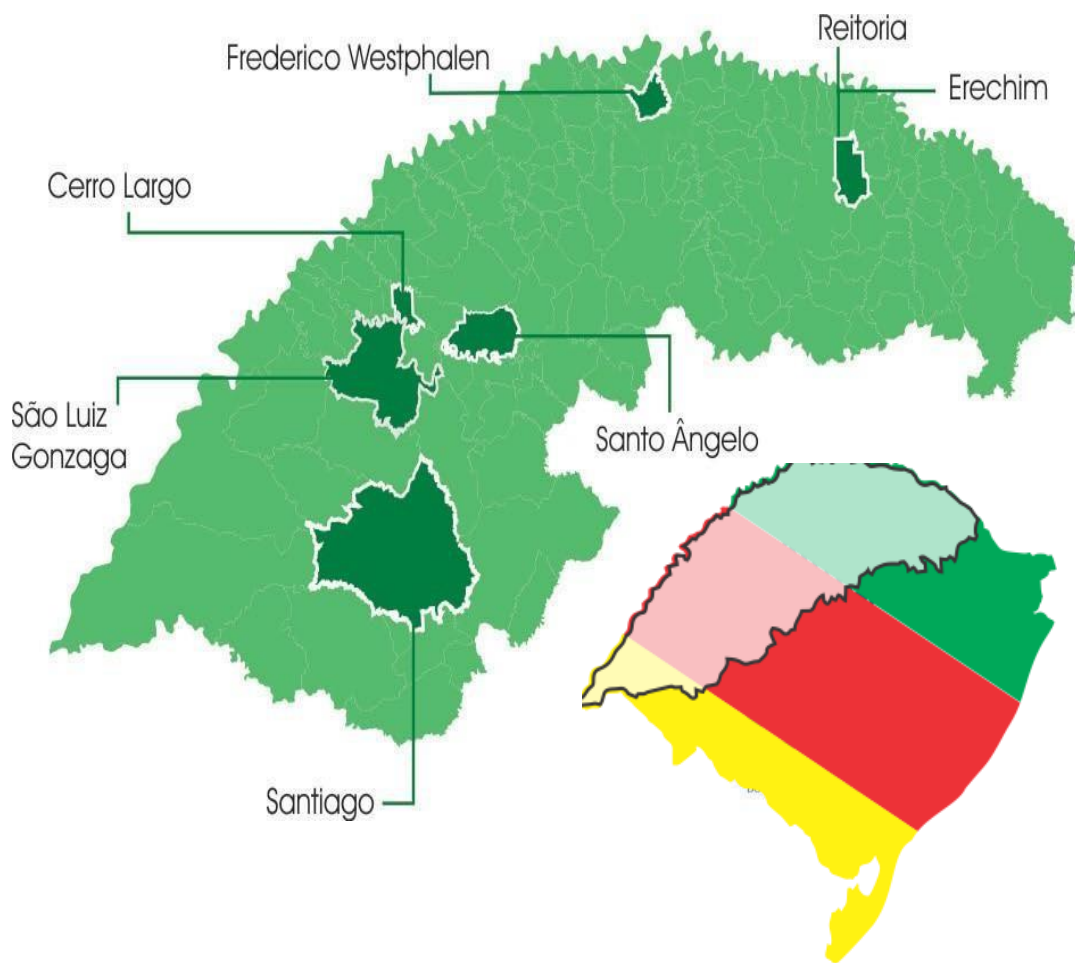 Reitoria
Frederico Westphalen
Erechim
Cerro Largo
São Luiz
Gonzaga
Santo Ângelo
Santiago